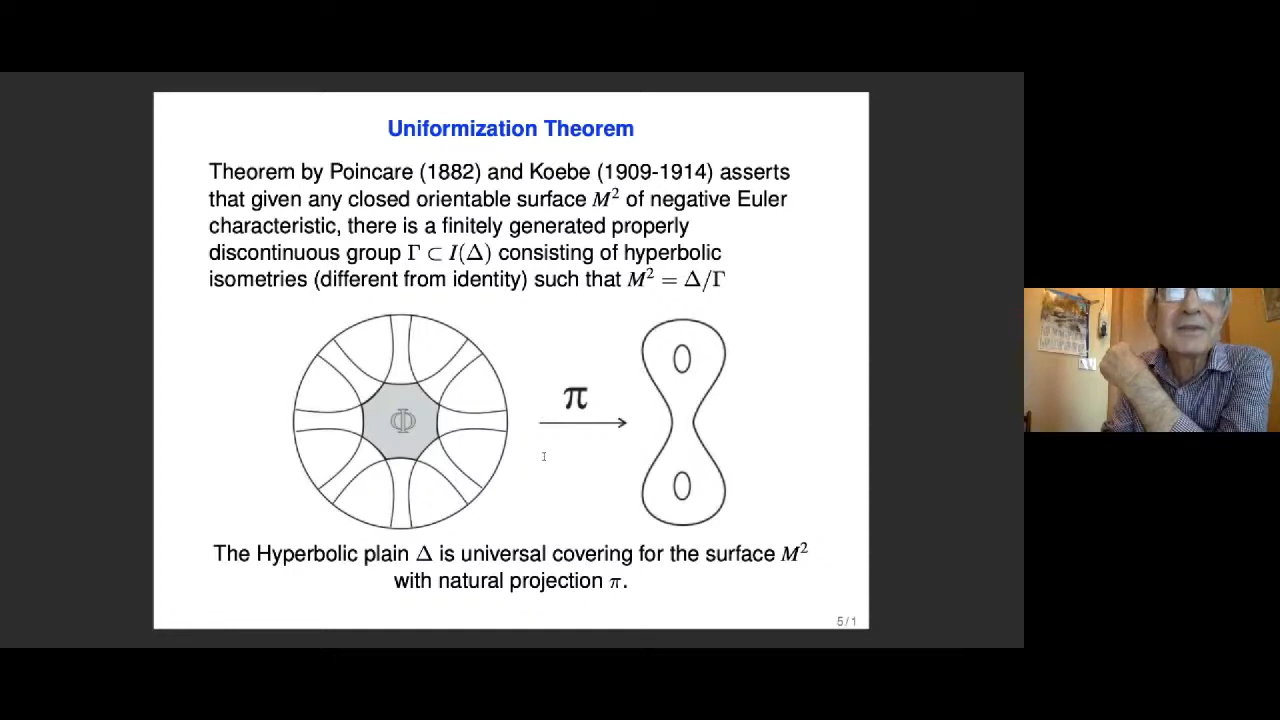 Uniformization Theorem
Theorem by Poincare (1882) and Koebe (1909-1914) asserts
that given any closed orientable surface M² of negative Euler
characteristic, there is a finitely generated properly
discontinuous group Γ ⊂ I(Δ) consisting of hyperbolic
isometries (different from identity) such that M² = Δ/Γ
Φ
π
The Hyperbolic plain Δ is universal covering for the surface M²
with natural projection π.
5/1